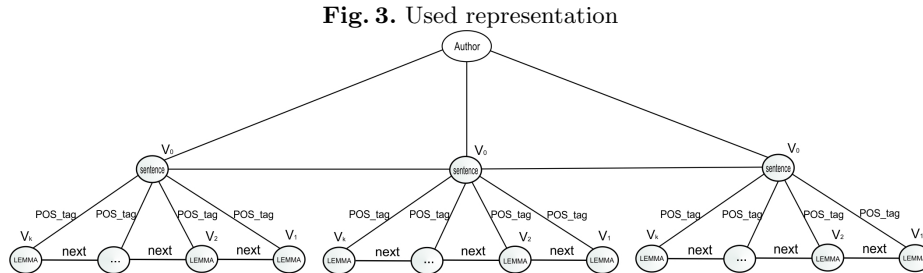 Fig. 3. Used representation
Author
V₀ V₀ V₀
sentence sentence sentence
POS_tag POS_tag POS_tag POS_tag POS_tag POS_tag POS_tag POS_tag POS_tag POS_tag POS_tag POS_tag
Vₖ V₂ V₁ Vₖ V₂ V₁ Vₖ V₂ V₁
LEMMA next ... next LEMMA next LEMMA LEMMA next ... next LEMMA next LEMMA LEMMA next ... next LEMMA next LEMMA